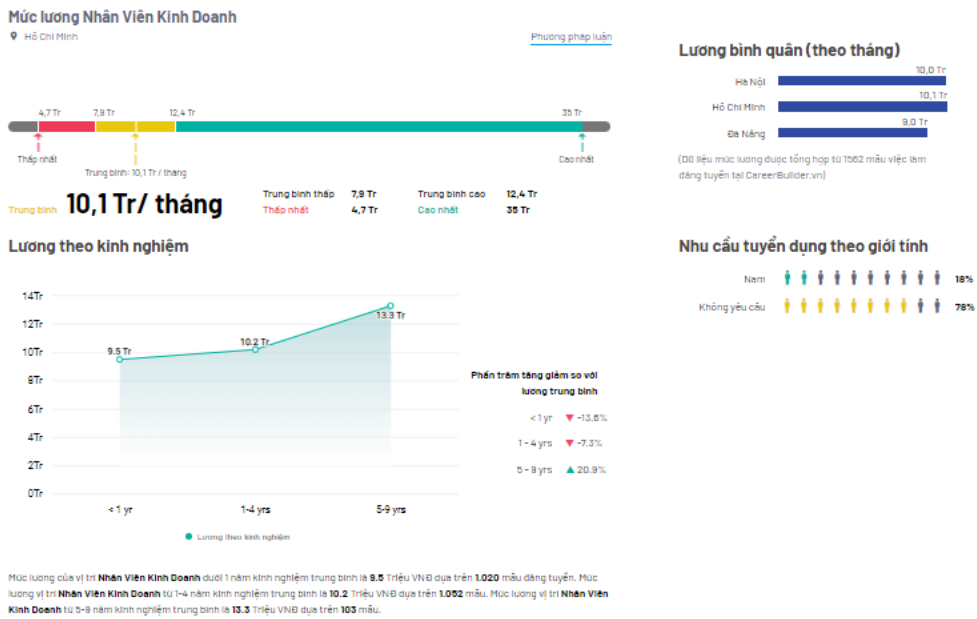 Mức lương Nhân Viên Kinh Doanh
Hồ Chí Minh
Phương pháp luận
4,7 Tr
7,9 Tr
12,4 Tr
35 Tr
Thấp nhất
Trung bình: 10,1 Tr / tháng
Cao nhất
Trung bình 10,1 Tr/ tháng
Trung bình thấp 7,9 Tr
Trung bình cao 12,4 Tr
Thấp nhất 4,7 Tr
Cao nhất 35 Tr
Lương bình quân (theo tháng)
Hà Nội 10,0 Tr
Hồ Chí Minh 10,1 Tr
Đà Nẵng 9,0 Tr
(Dữ liệu mức lương được tổng hợp từ 1562 mẫu việc làm
đăng tuyển tại CareerBuilder.vn)
Lương theo kinh nghiệm
14Tr
12Tr
10Tr
8Tr
6Tr
4Tr
2Tr
0Tr
9.5 Tr
10.2 Tr
13.3 Tr
< 1 yr
1-4 yrs
5-9 yrs
Lương theo kinh nghiệm
Phần trăm tăng giảm so với
lương trung bình
< 1 yr ▼ -13.6%
1 - 4 yrs ▼ -7.3%
5 - 9 yrs ▲ 20.9%
Nhu cầu tuyển dụng theo giới tính
Nam 18%
Không yêu cầu 78%
Mức lương của vị trí Nhân Viên Kinh Doanh dưới 1 năm kinh nghiệm trung bình là 9.5 Triệu VNĐ dựa trên 1.020 mẫu đăng tuyển. Mức
lương vị trí Nhân Viên Kinh Doanh từ 1-4 năm kinh nghiệm trung bình là 10.2 Triệu VNĐ dựa trên 1.052 mẫu. Mức lương vị trí Nhân Viên
Kinh Doanh từ 5-9 năm kinh nghiệm trung bình là 13.3 Triệu VNĐ dựa trên 103 mẫu.